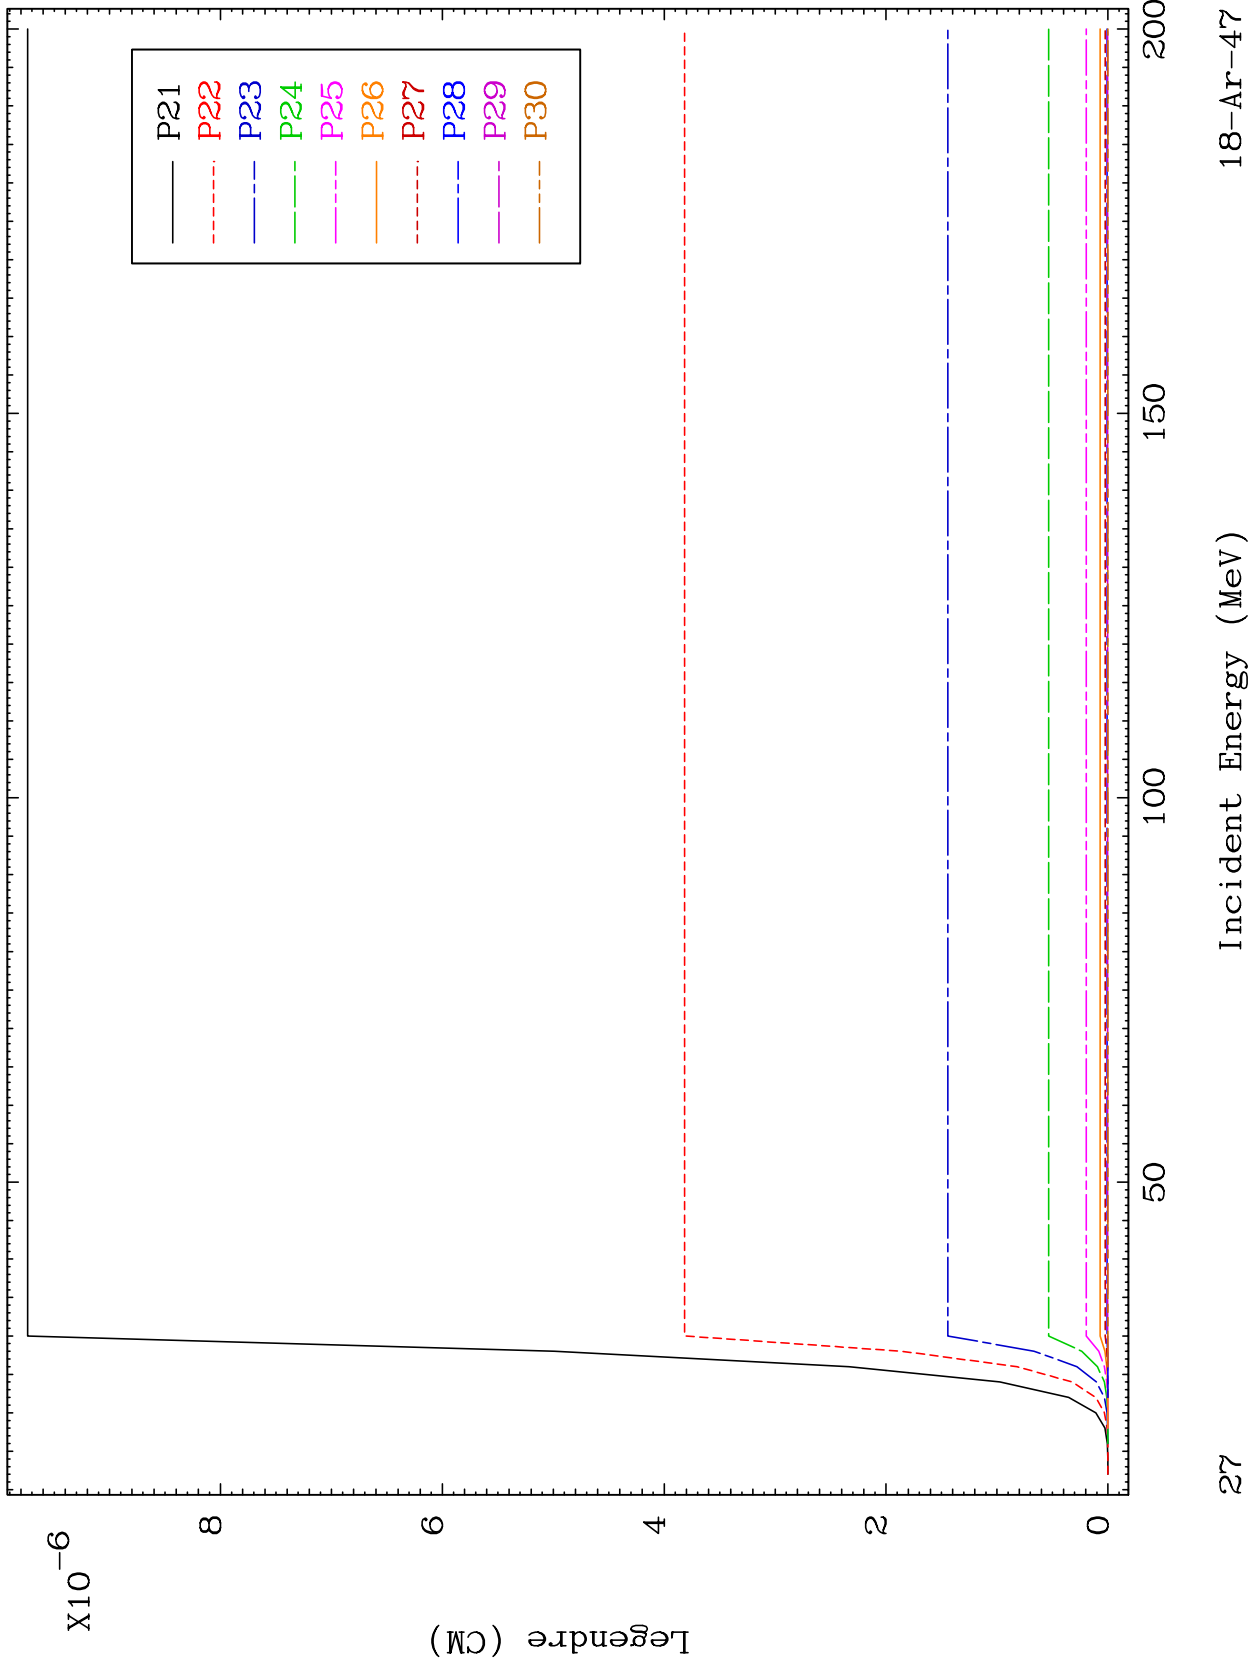 X10 -6
Legendre (CM)
8
6
4
2
0
50
100
150
200
Incident Energy (MeV)
27
18-Ar-47
P21
P22
P23
P24
P25
P26
P27
P28
P29
P30